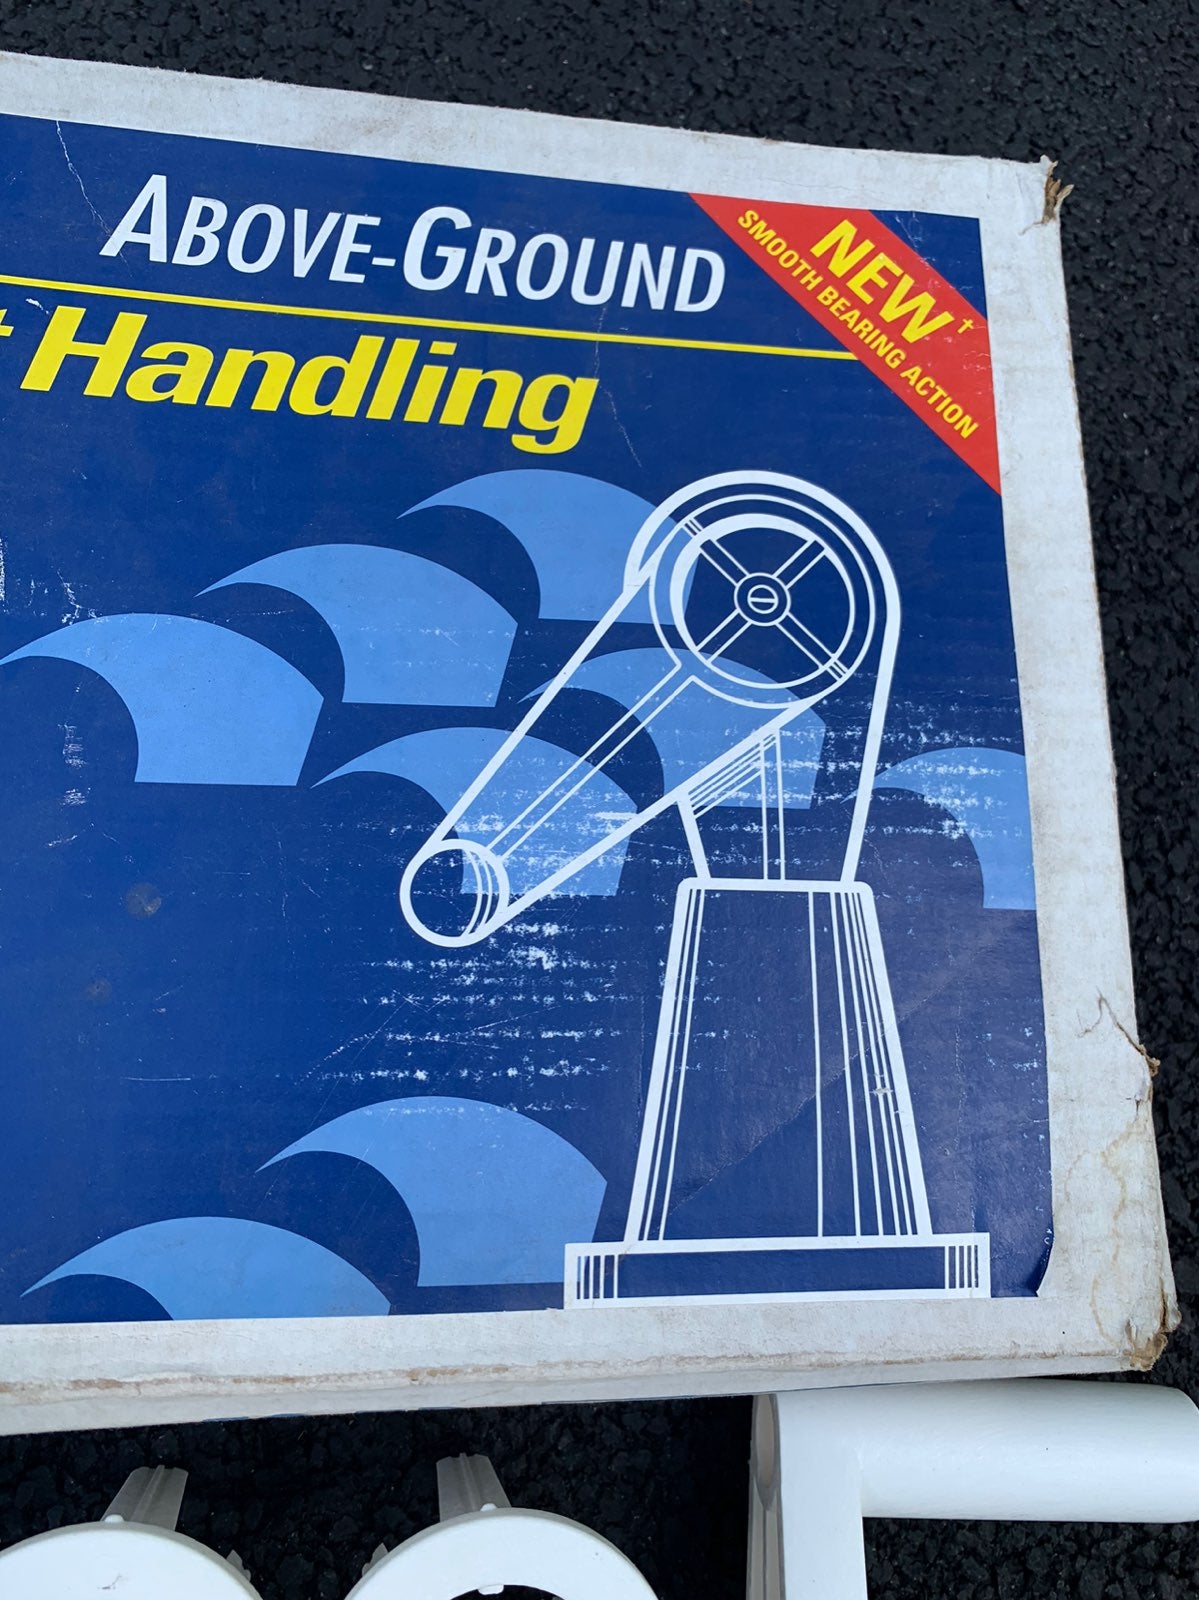 ABOVE-GROUND
Handling
NEW†
SMOOTH BEARING ACTION